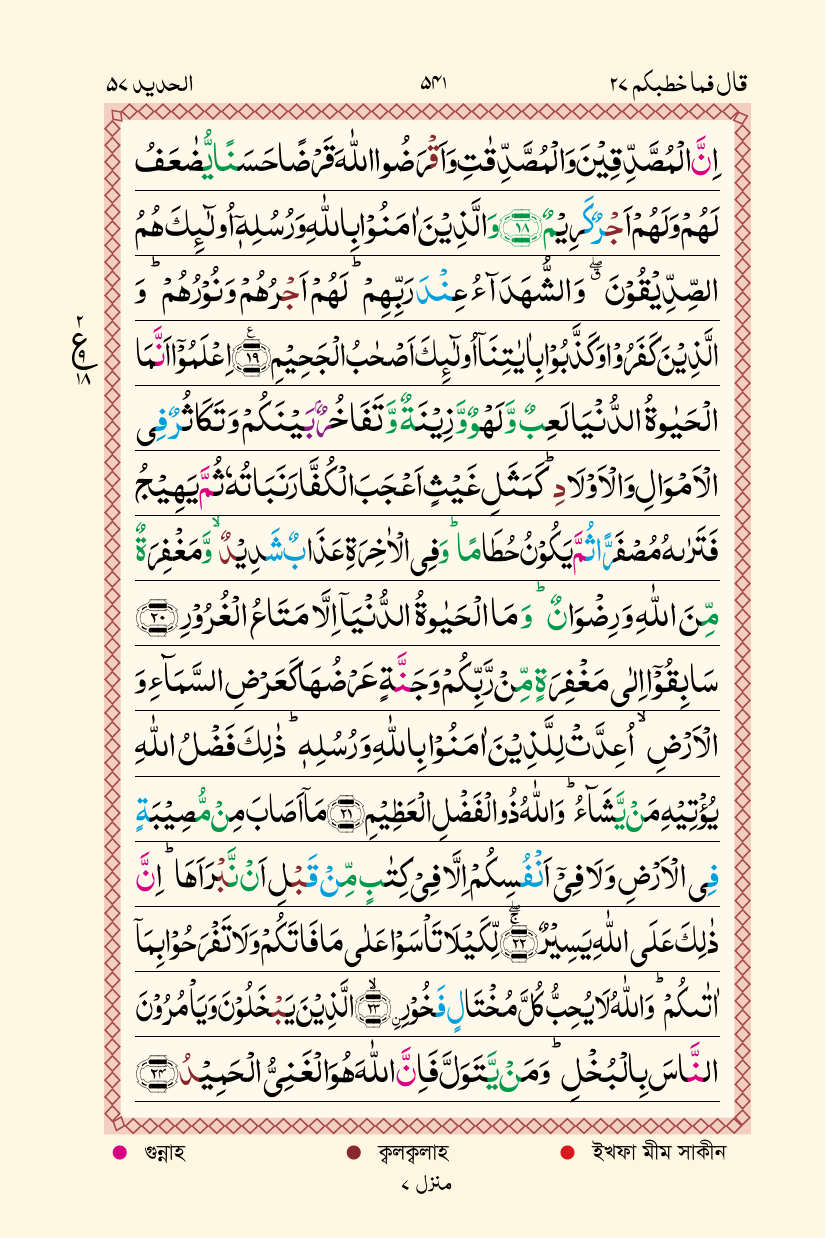 قال فما خطبكم ٢٧ ٥۴١ الحديد ٥٧
اِنَّ الْمُصَّدِّقِيْنَ وَالْمُصَّدِّقٰتِ وَاَقْرَضُوا اللّٰهَ قَرْضًا حَسَنًا يُّضٰعَفُ
لَهُمْ وَلَهُمْ اَجْرٌ كَرِيْمٌ ﴿١٨﴾ وَالَّذِيْنَ اٰمَنُوْا بِاللّٰهِ وَرُسُلِهٖٓ اُولٰٓئِكَ هُمُ
الصِّدِّيْقُوْنَ ۖۗ وَالشُّهَدَآءُ عِنْدَ رَبِّهِمْ ؕ لَهُمْ اَجْرُهُمْ وَنُوْرُهُمْ ؕ وَ
الَّذِيْنَ كَفَرُوْا وَكَذَّبُوْا بِاٰيٰتِنَاۤ اُولٰٓئِكَ اَصْحٰبُ الْجَحِيْمِ ﴿١٩﴾ اِعْلَمُوْۤا اَنَّمَا
٢ ع ٩ ١٨
الْحَيٰوةُ الدُّنْيَا لَعِبٌ وَّلَهْوٌ وَّزِيْنَةٌ وَّتَفَاخُرٌۢ بَيْنَكُمْ وَتَكَاثُرٌ فِى
الْاَمْوَالِ وَالْاَوْلَادِ ؕ كَمَثَلِ غَيْثٍ اَعْجَبَ الْكُفَّارَ نَبَاتُهٗ ثُمَّ يَهِيْجُ
فَتَرٰىهُ مُصْفَرًّا ثُمَّ يَكُوْنُ حُطَامًا ؕ وَفِى الْاٰخِرَةِ عَذَابٌ شَدِيْدٌ ۙ وَّمَغْفِرَةٌ
مِّنَ اللّٰهِ وَرِضْوَانٌ ؕ وَمَا الْحَيٰوةُ الدُّنْيَاۤ اِلَّا مَتَاعُ الْغُرُوْرِ ﴿٢٠﴾
سَابِقُوْۤا اِلٰى مَغْفِرَةٍ مِّنْ رَّبِّكُمْ وَجَنَّةٍ عَرْضُهَا كَعَرْضِ السَّمَآءِ وَ
الْاَرْضِ ۙ اُعِدَّتْ لِلَّذِيْنَ اٰمَنُوْا بِاللّٰهِ وَرُسُلِهٖ ؕ ذٰلِكَ فَضْلُ اللّٰهِ
يُؤْتِيْهِ مَنْ يَّشَآءُ ؕ وَاللّٰهُ ذُو الْفَضْلِ الْعَظِيْمِ ﴿٢١﴾ مَاۤ اَصَابَ مِنْ مُّصِيْبَةٍ
فِى الْاَرْضِ وَلَا فِىْۤ اَنْفُسِكُمْ اِلَّا فِىْ كِتٰبٍ مِّنْ قَبْلِ اَنْ نَّبْرَاَهَا ؕ اِنَّ
ذٰلِكَ عَلَى اللّٰهِ يَسِيْرٌ ﴿٢٢﴾ۖۚ لِّكَيْلَا تَاْسَوْا عَلٰى مَا فَاتَكُمْ وَلَا تَفْرَحُوْا بِمَاۤ
اٰتٰىكُمْ ؕ وَاللّٰهُ لَا يُحِبُّ كُلَّ مُخْتَالٍ فَخُوْرِ ۣ ﴿٢٣﴾ۙ الَّذِيْنَ يَبْخَلُوْنَ وَيَاْمُرُوْنَ
النَّاسَ بِالْبُخْلِ ؕ وَمَنْ يَّتَوَلَّ فَاِنَّ اللّٰهَ هُوَ الْغَنِىُّ الْحَمِيْدُ ﴿٢۴﴾
গুন্নাহ ক্বলক্বলাহ ইখফা মীম সাকীন
منزل ٧